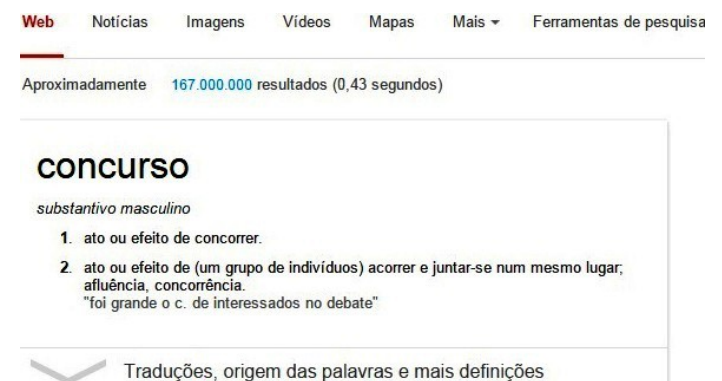 Web Notícias Imagens Vídeos Mapas Mais Ferramentas de pesquisa
Aproximadamente 167.000.000 resultados (0,43 segundos)
concurso
substantivo masculino
1. ato ou efeito de concorrer.
2. ato ou efeito de (um grupo de indivíduos) acorrer e juntar-se num mesmo lugar;
afluência, concorrência.
"foi grande o c. de interessados no debate"
Traduções, origem das palavras e mais definições